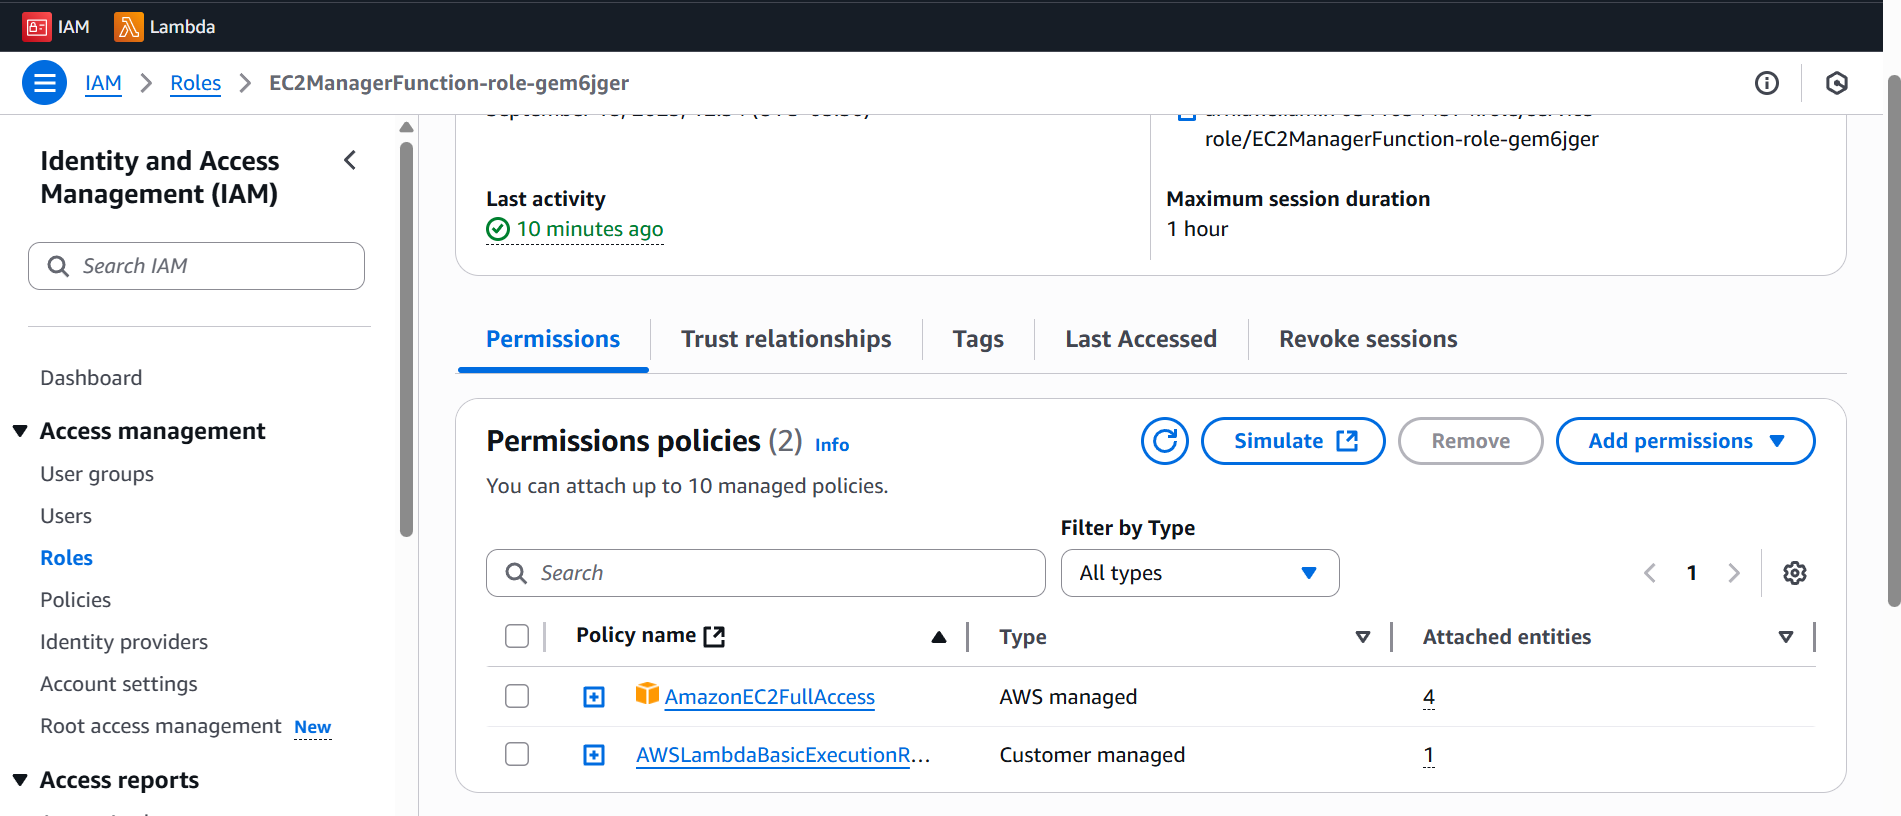 IAM
Lambda
IAM
Roles
EC2ManagerFunction-role-gem6jger
Identity and Access
Management (IAM)
Search IAM
Dashboard
Access management
User groups
Users
Roles
Policies
Identity providers
Account settings
Root access management New
Access reports
role/EC2ManagerFunction-role-gem6jger
Last activity
10 minutes ago
Maximum session duration
1 hour
Permissions
Trust relationships
Tags
Last Accessed
Revoke sessions
Permissions policies (2) Info
Simulate
Remove
Add permissions
You can attach up to 10 managed policies.
Filter by Type
Search
All types
1
Policy name
Type
Attached entities
AmazonEC2FullAccess
AWS managed
4
AWSLambdaBasicExecutionR...
Customer managed
1